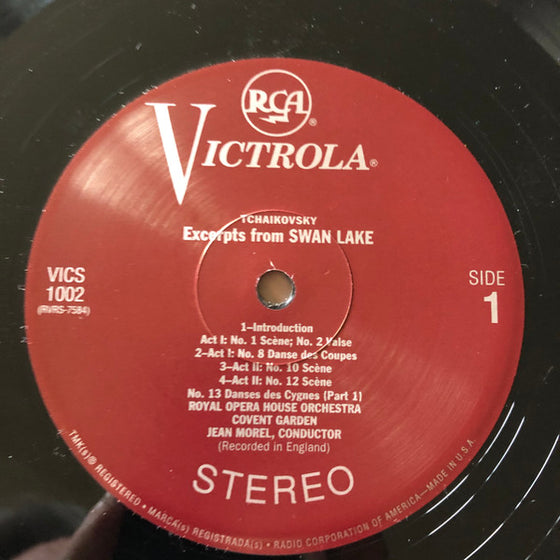 RCA®
VICTROLA®
TCHAIKOVSKY
Excerpts from SWAN LAKE
VICS
1002
(RVRS-7584)
SIDE
1
1–Introduction
Act I: No. 1 Scène; No. 2 Valse
2–Act I: No. 8 Danse des Coupes
3–Act II: No. 10 Scène
4–Act II: No. 12 Scène
No. 13 Danses des Cygnes (Part 1)
ROYAL OPERA HOUSE ORCHESTRA
COVENT GARDEN
JEAN MOREL, CONDUCTOR
(Recorded in England)
STEREO
TMK(s)® REGISTERED • MARCA(s) REGISTRADA(s) • RADIO CORPORATION OF AMERICA—MADE IN U.S.A.